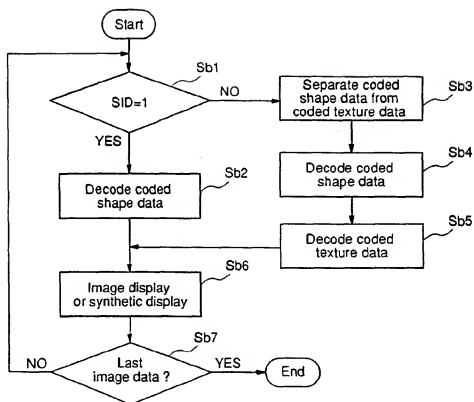 Start
Sb1
SID=1
NO
YES
Separate coded
shape data from
coded texture data
Sb3
Sb2
Decode coded
shape data
Decode coded
shape data
Sb4
Decode coded
texture data
Sb5
Sb6
Image display
or synthetic display
Sb7
Last
image data ?
NO
YES
End